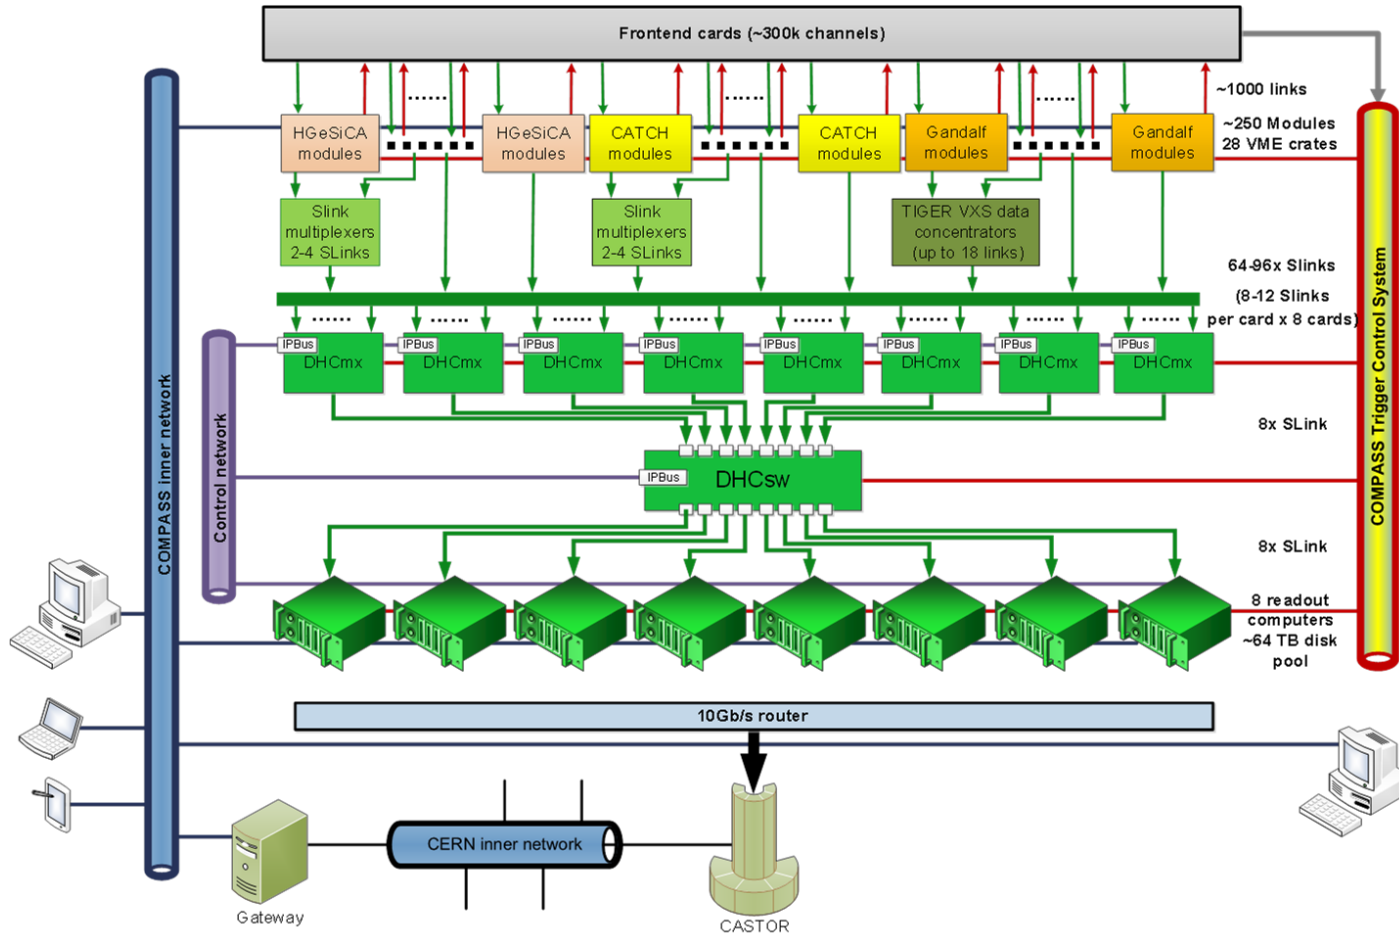 Frontend cards (~300k channels)
~1000 links
HGeSiCA
modules
HGeSiCA
modules
CATCH
modules
CATCH
modules
Gandalf
modules
Gandalf
modules
~250 Modules
28 VME crates
Slink
multiplexers
2-4 SLinks
Slink
multiplexers
2-4 SLinks
TIGER VXS data
concentrators
(up to 18 links)
64-96x Slinks
(8-12 Slinks
per card x 8 cards)
IPBus
DHCmx
IPBus
DHCmx
IPBus
DHCmx
IPBus
DHCmx
IPBus
DHCmx
IPBus
DHCmx
IPBus
DHCmx
IPBus
DHCmx
COMPASS inner network
Control network
COMPASS Trigger Control System
8x SLink
IPBus
DHCsw
8x SLink
8 readout
computers
~64 TB disk
pool
10Gb/s router
CERN inner network
Gateway
CASTOR